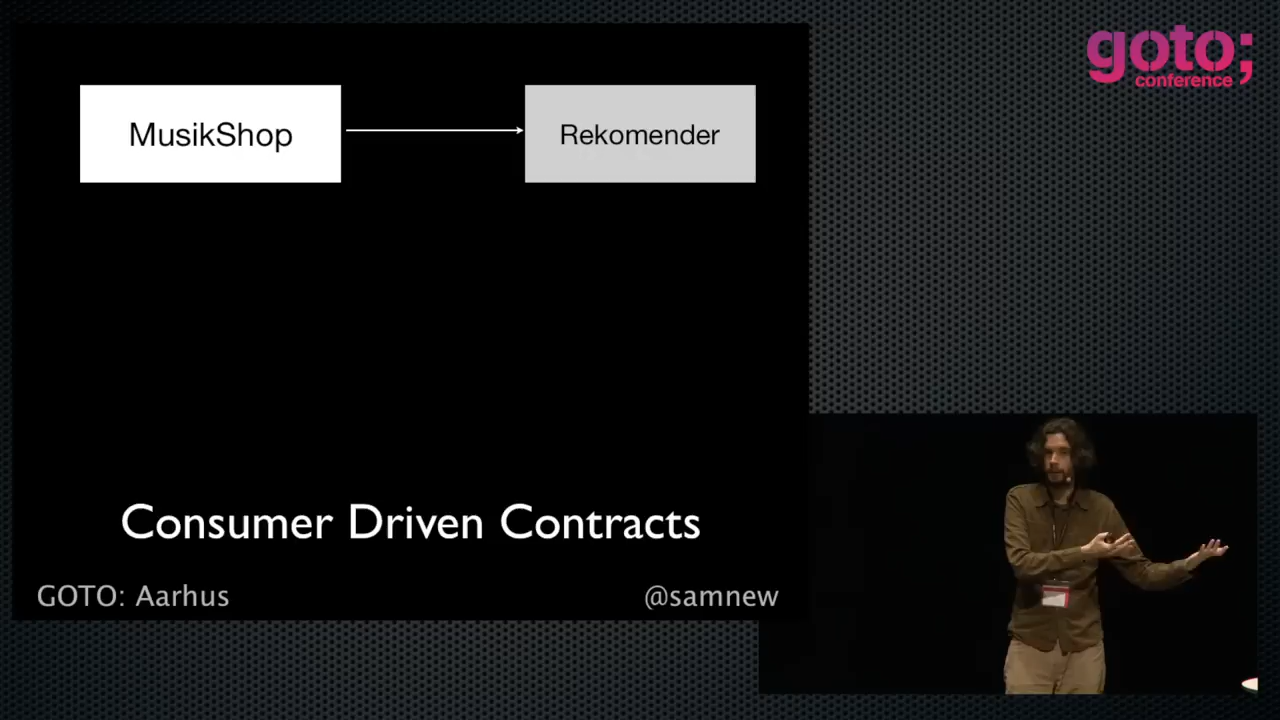 goto;
conference
MusikShop
Rekomender
Consumer Driven Contracts
GOTO: Aarhus
@samnew